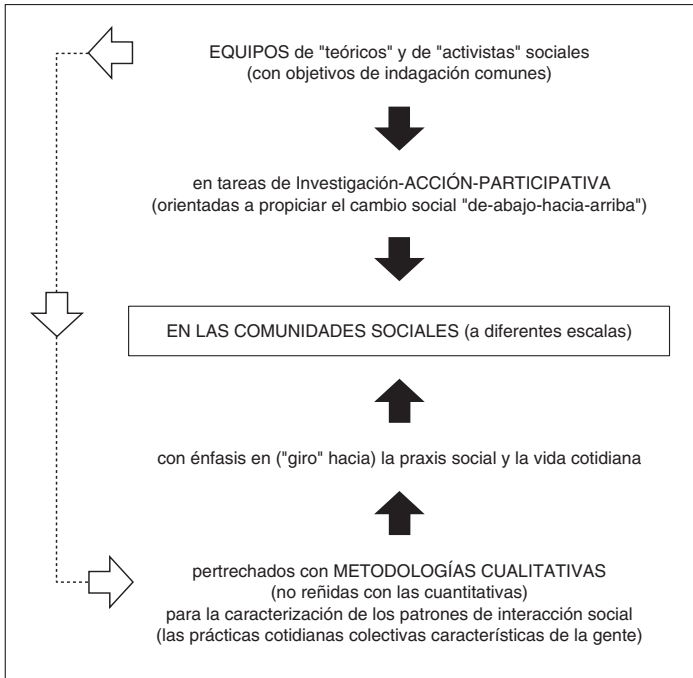 EQUIPOS de "teóricos" y de "activistas" sociales
(con objetivos de indagación comunes)
en tareas de Investigación-ACCIÓN-PARTICIPATIVA
(orientadas a propiciar el cambio social "de-abajo-hacia-arriba")
EN LAS COMUNIDADES SOCIALES (a diferentes escalas)
con énfasis en ("giro" hacia) la praxis social y la vida cotidiana
pertrechados con METODOLOGÍAS CUALITATIVAS
(no reñidas con las cuantitativas)
para la caracterización de los patrones de interacción social
(las prácticas cotidianas colectivas características de la gente)